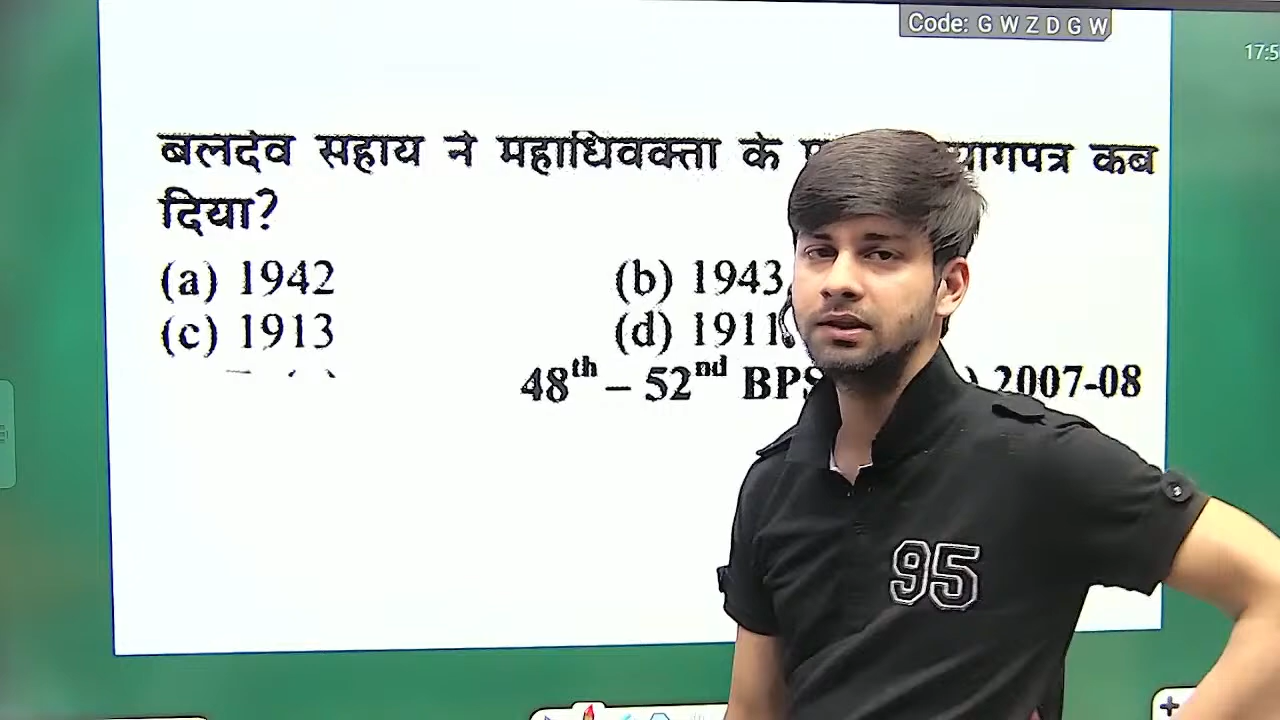 Code: G W Z D G W
17:5
बलदेव सहाय ने महाधिवक्ता के यागपत्र कब
दिया?
(a) 1942 (b) 1943
(c) 1913 (d) 1911
48th – 52nd BPS ) 2007-08
95